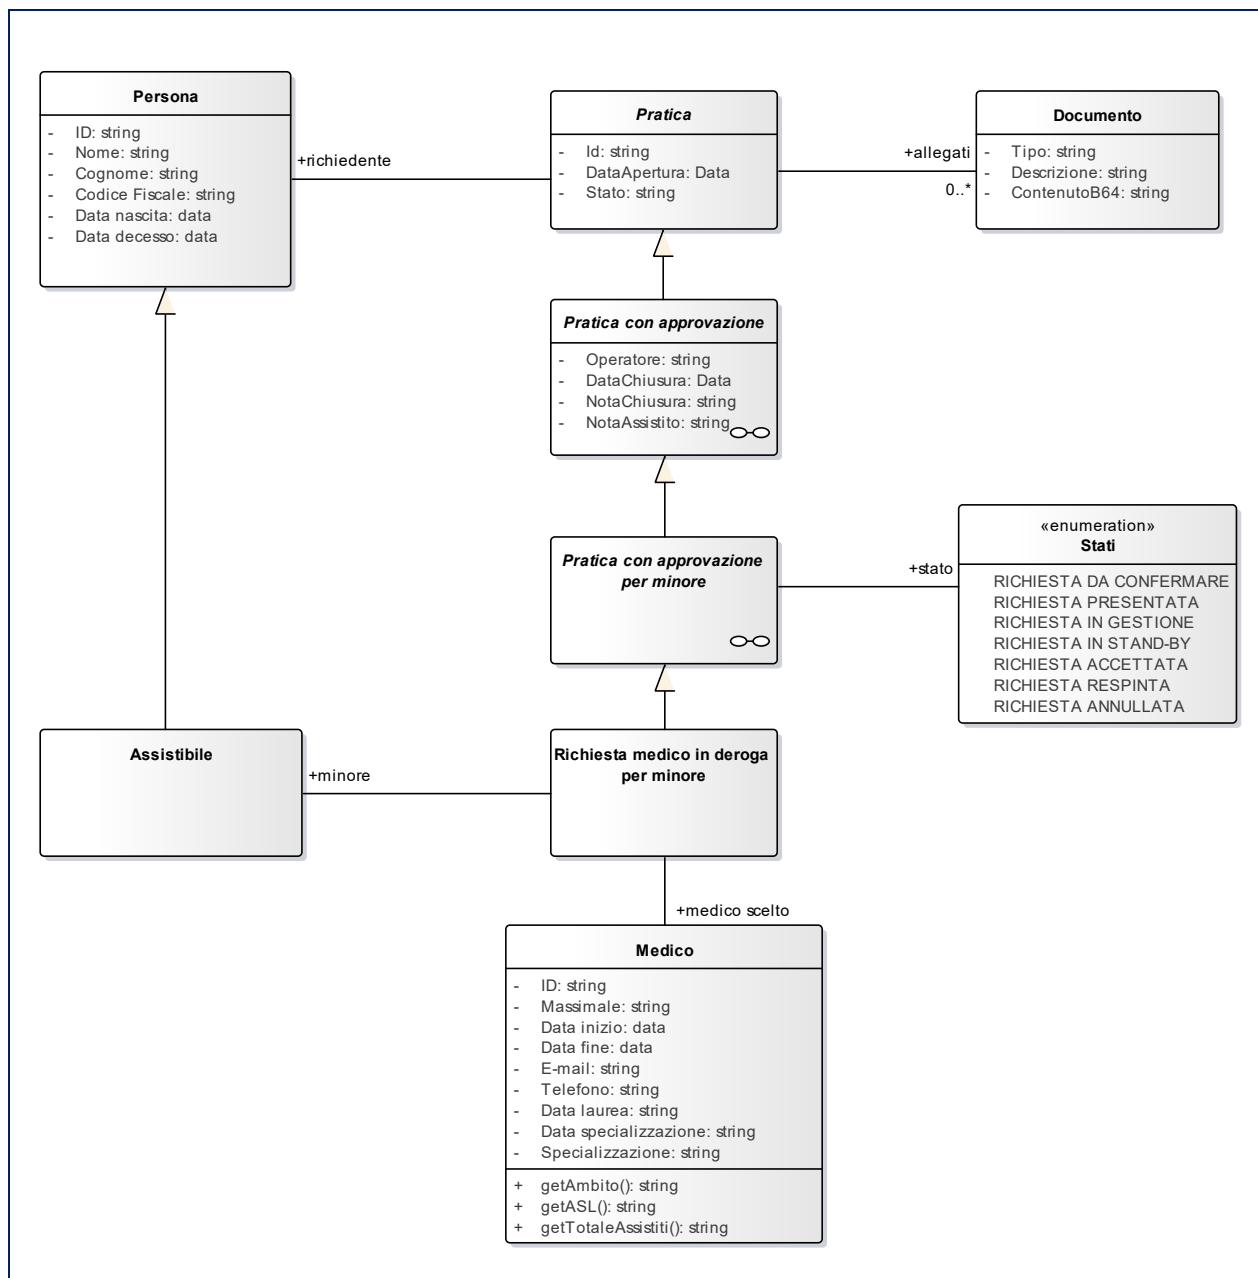 Persona
- ID: string
- Nome: string
- Cognome: string
- Codice Fiscale: string
- Data nascita: data
- Data decesso: data
+richiedente
Pratica
- Id: string
- DataApertura: Data
- Stato: string
+allegati
0..*
Documento
- Tipo: string
- Descrizione: string
- ContenutoB64: string
Pratica con approvazione
- Operatore: string
- DataChiusura: Data
- NotaChiusura: string
- NotaAssistito: string
Pratica con approvazione
per minore
+stato
«enumeration»
Stati
RICHIESTA DA CONFERMARE
RICHIESTA PRESENTATA
RICHIESTA IN GESTIONE
RICHIESTA IN STAND-BY
RICHIESTA ACCETTATA
RICHIESTA RESPINTA
RICHIESTA ANNULLATA
Assistibile
+minore
Richiesta medico in deroga
per minore
+medico scelto
Medico
- ID: string
- Massimale: string
- Data inizio: data
- Data fine: data
- E-mail: string
- Telefono: string
- Data laurea: string
- Data specializzazione: string
- Specializzazione: string
+ getAmbito(): string
+ getASL(): string
+ getTotaleAssistiti(): string